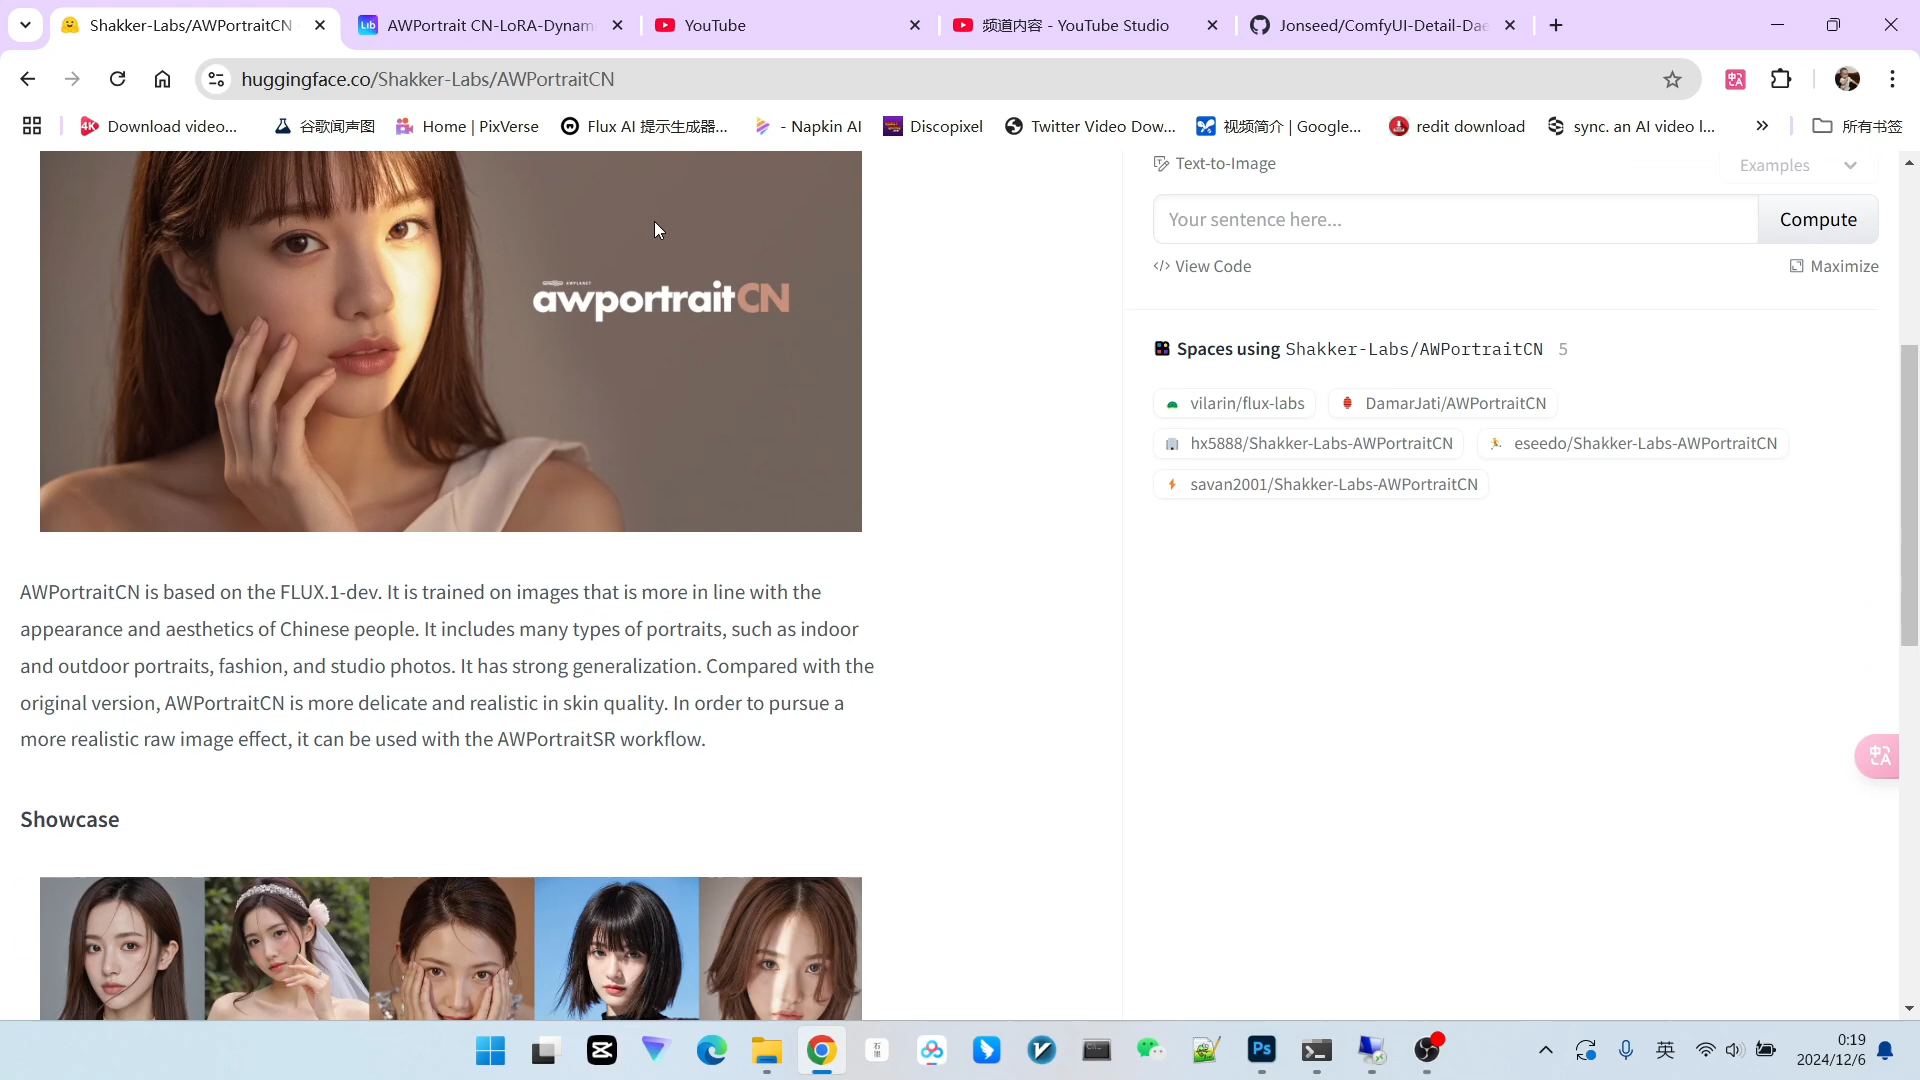 Shakker-Labs/AWPortraitCN
Lib
AWPortrait CN-LoRA-Dynam
YouTube
频道内容 - YouTube Studio
Jonseed/ComfyUI-Detail-Dae
huggingface.co/Shakker-Labs/AWPortraitCN
4K
Download video...
谷歌闻声图
Home | PixVerse
Flux AI 提示生成器...
- Napkin AI
Discopixel
Twitter Video Dow...
视频简介 | Google...
redit download
sync. an AI video l...
所有书签
Text-to-Image
Examples
Your sentence here...
Compute
</> View Code
Maximize
awportraitCN
Spaces using Shakker-Labs/AWPortraitCN 5
vilarin/flux-labs
DamarJati/AWPortraitCN
hx5888/Shakker-Labs-AWPortraitCN
eseedo/Shakker-Labs-AWPortraitCN
savan2001/Shakker-Labs-AWPortraitCN
AWPortraitCN is based on the FLUX.1-dev. It is trained on images that is more in line with the
appearance and aesthetics of Chinese people. It includes many types of portraits, such as indoor
and outdoor portraits, fashion, and studio photos. It has strong generalization. Compared with the
original version, AWPortraitCN is more delicate and realistic in skin quality. In order to pursue a
more realistic raw image effect, it can be used with the AWPortraitSR workflow.
Showcase
石墨
Ps
英
0:19
2024/12/6